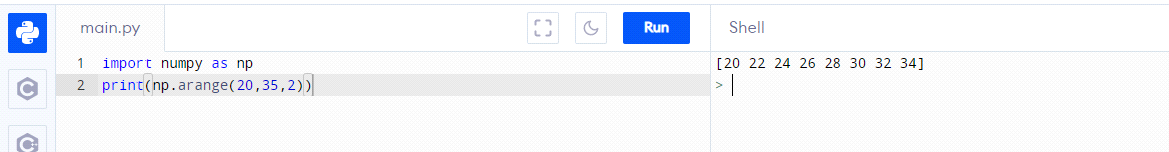 main.py Run Shell
1 import numpy as np
2 print(np.arange(20,35,2))
[20 22 24 26 28 30 32 34]
>